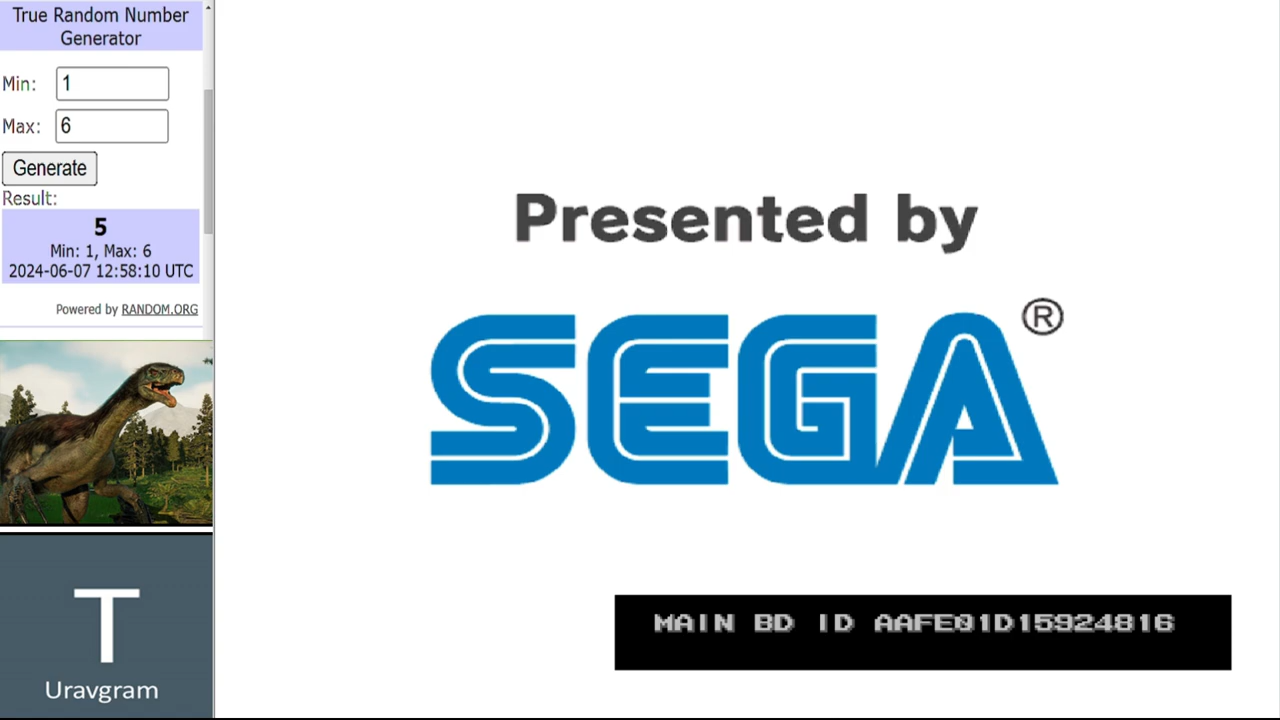 True Random Number
Generator
Min: 1
Max: 6
Generate
Result:
5
Min: 1, Max: 6
2024-06-07 12:58:10 UTC
Powered by RANDOM.ORG
T
Uravgram
Presented by
SEGA®
MAIN BD ID AAFE01D15924816